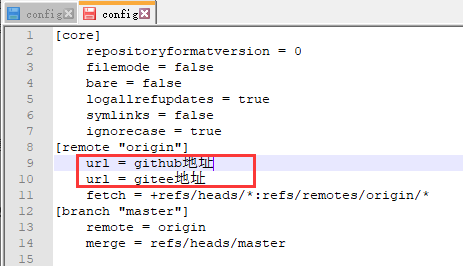 config config
1 [core]
2 repositoryformatversion = 0
3 filemode = false
4 bare = false
5 logallrefupdates = true
6 symlinks = false
7 ignorecase = true
8 [remote "origin"]
9 url = github地址
10 url = gitee地址
11 fetch = +refs/heads/*:refs/remotes/origin/*
12 [branch "master"]
13 remote = origin
14 merge = refs/heads/master
15